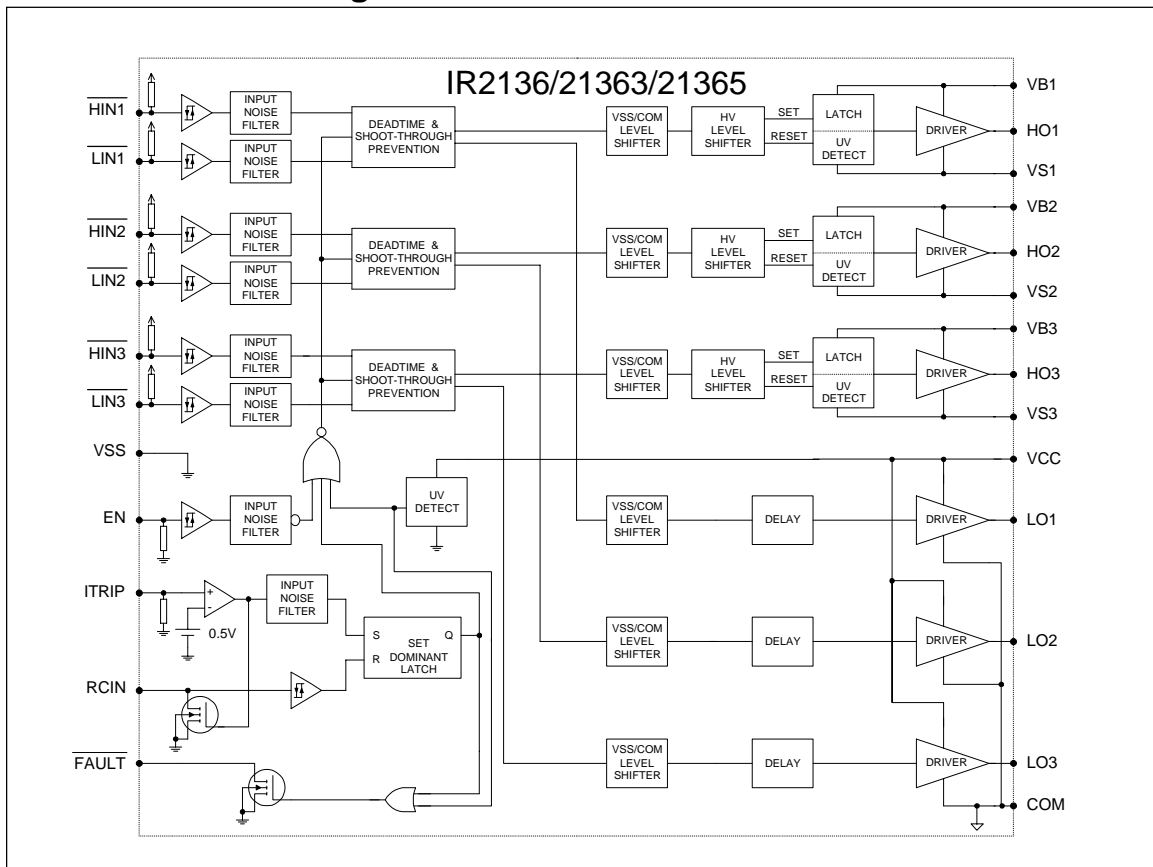 g
IR2136/21363/21365
HIN1
INPUT
NOISE
FILTER
LIN1
INPUT
NOISE
FILTER
DEADTIME &
SHOOT-THROUGH
PREVENTION
VSS/COM
LEVEL
SHIFTER
HV
LEVEL
SHIFTER
SET
RESET
LATCH
UV
DETECT
DRIVER
VB1
HO1
VS1
HIN2
INPUT
NOISE
FILTER
LIN2
INPUT
NOISE
FILTER
DEADTIME &
SHOOT-THROUGH
PREVENTION
VSS/COM
LEVEL
SHIFTER
HV
LEVEL
SHIFTER
SET
RESET
LATCH
UV
DETECT
DRIVER
VB2
HO2
VS2
HIN3
INPUT
NOISE
FILTER
LIN3
INPUT
NOISE
FILTER
DEADTIME &
SHOOT-THROUGH
PREVENTION
VSS/COM
LEVEL
SHIFTER
HV
LEVEL
SHIFTER
SET
RESET
LATCH
UV
DETECT
DRIVER
VB3
HO3
VS3
VSS
VCC
EN
INPUT
NOISE
FILTER
UV
DETECT
VSS/COM
LEVEL
SHIFTER
DELAY
DRIVER
LO1
ITRIP
+
-
0.5V
INPUT
NOISE
FILTER
S
R
Q
SET
DOMINANT
LATCH
VSS/COM
LEVEL
SHIFTER
DELAY
DRIVER
LO2
RCIN
FAULT
VSS/COM
LEVEL
SHIFTER
DELAY
DRIVER
LO3
COM